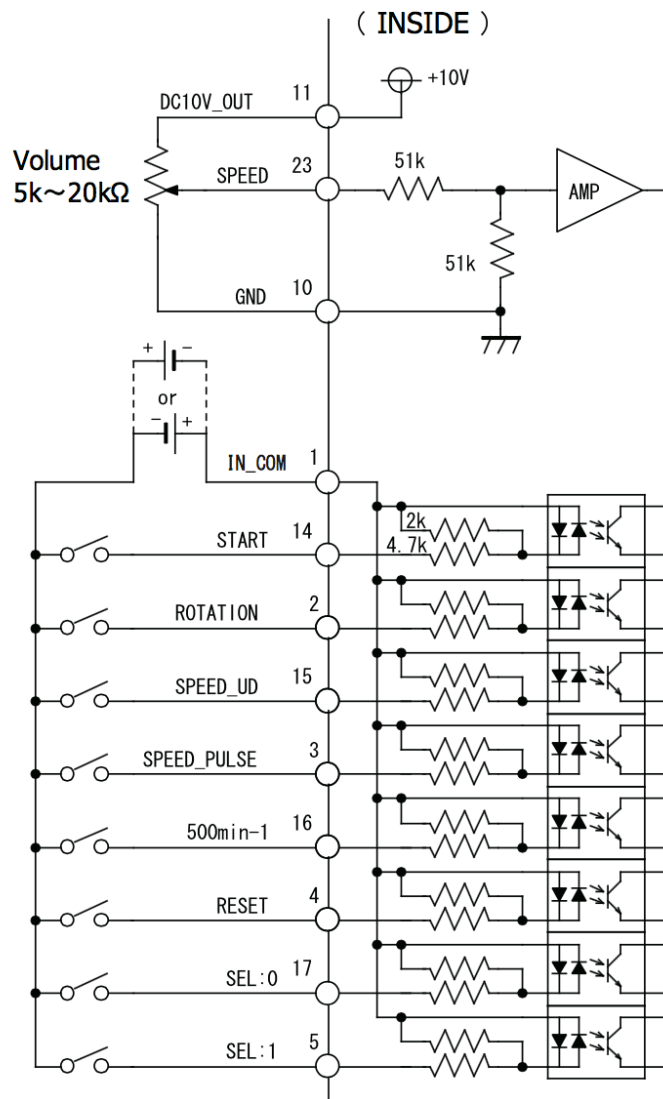 ( INSIDE )
+10V
DC10V_OUT 11
Volume
5k～20kΩ
SPEED 23
51k
AMP
51k
GND 10
+ -
or
- +
IN_COM 1
2k
START 14 4.7k
ROTATION 2
SPEED_UD 15
SPEED_PULSE 3
500min-1 16
RESET 4
SEL:0 17
SEL:1 5